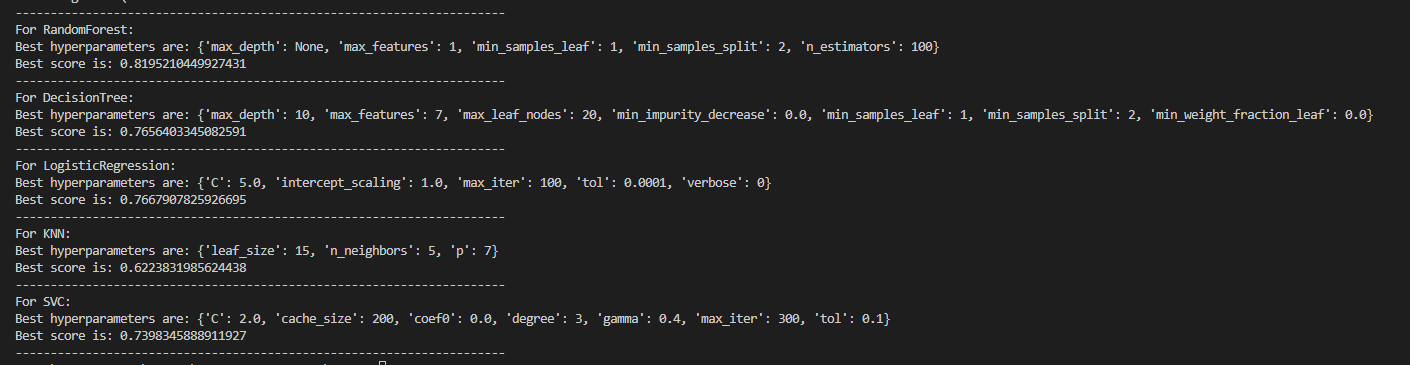 ----------------------------------------------------------------------
For RandomForest:
Best hyperparameters are: {'max_depth': None, 'max_features': 1, 'min_samples_leaf': 1, 'min_samples_split': 2, 'n_estimators': 100}
Best score is: 0.8195210449927431
----------------------------------------------------------------------
For DecisionTree:
Best hyperparameters are: {'max_depth': 10, 'max_features': 7, 'max_leaf_nodes': 20, 'min_impurity_decrease': 0.0, 'min_samples_leaf': 1, 'min_samples_split': 2, 'min_weight_fraction_leaf': 0.0}
Best score is: 0.7656403345082591
----------------------------------------------------------------------
For LogisticRegression:
Best hyperparameters are: {'C': 5.0, 'intercept_scaling': 1.0, 'max_iter': 100, 'tol': 0.0001, 'verbose': 0}
Best score is: 0.7667907825926695
----------------------------------------------------------------------
For KNN:
Best hyperparameters are: {'leaf_size': 15, 'n_neighbors': 5, 'p': 7}
Best score is: 0.6223831985624438
----------------------------------------------------------------------
For SVC:
Best hyperparameters are: {'C': 2.0, 'cache_size': 200, 'coef0': 0.0, 'degree': 3, 'gamma': 0.4, 'max_iter': 300, 'tol': 0.1}
Best score is: 0.7398345888911927
----------------------------------------------------------------------